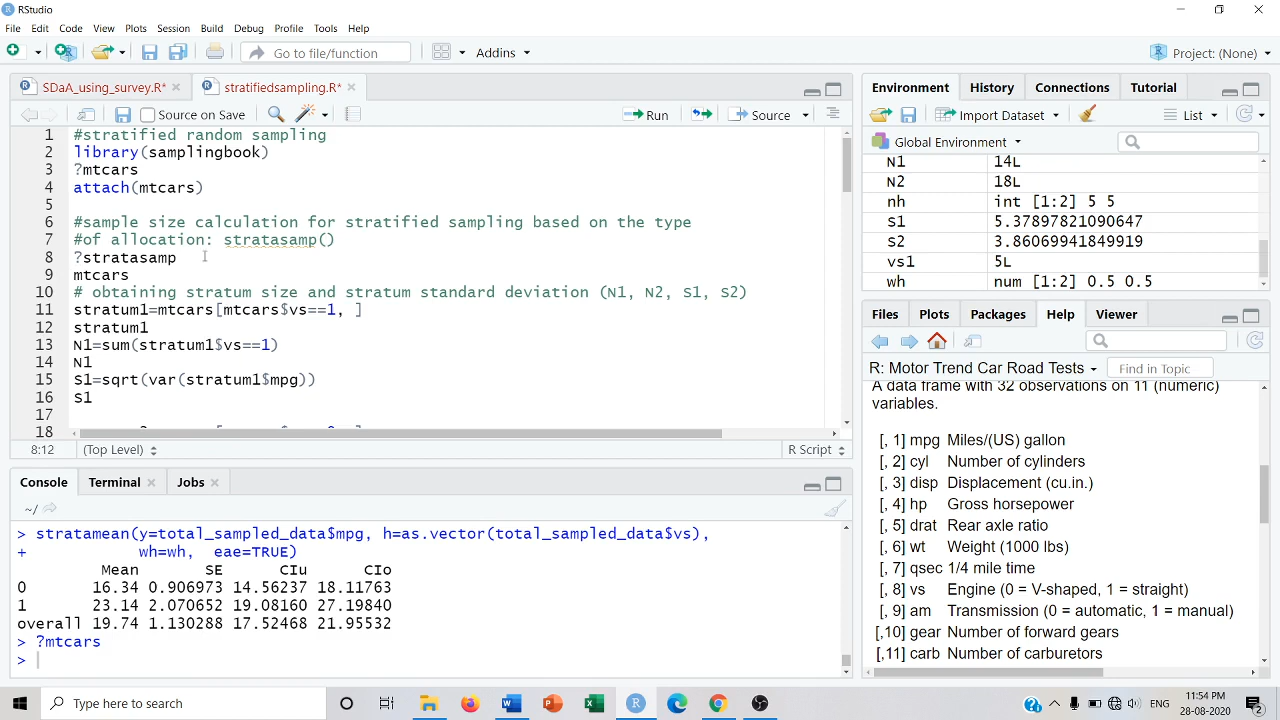 RStudio
File Edit Code View Plots Session Build Debug Profile Tools Help
Go to file/function Addins Project: (None)
SDaA_using_survey.R* stratifiedsampling.R*
Source on Save Run Source
1 #stratified random sampling
2 library(samplingbook)
3 ?mtcars
4 attach(mtcars)
5
6 #sample size calculation for stratified sampling based on the type
7 #of allocation: stratasamp()
8 ?stratasamp
9 mtcars
10 # obtaining stratum size and stratum standard deviation (N1, N2, S1, S2)
11 stratum1=mtcars[mtcars$vs==1, ]
12 stratum1
13 N1=sum(stratum1$vs==1)
14 N1
15 S1=sqrt(var(stratum1$mpg))
16 S1
17
18
8:12 (Top Level) R Script
Console Terminal Jobs
~/
> stratamean(y=total_sampled_data$mpg, h=as.vector(total_sampled_data$vs),
+ wh=wh, eae=TRUE)
Mean SE CIu CIo
0 16.34 0.906973 14.56237 18.11763
1 23.14 2.070652 19.08160 27.19840
overall 19.74 1.130288 17.52468 21.95532
> ?mtcars
>
Environment History Connections Tutorial
Import Dataset List
Global Environment
N1 14L
N2 18L
nh int [1:2] 5 5
S1 5.37897821090647
S2 3.86069941849919
vs1 5L
wh num [1:2] 0.5 0.5
Files Plots Packages Help Viewer
R: Motor Trend Car Road Tests Find in Topic
A data frame with 32 observations on 11 (numeric)
variables.
[, 1] mpg Miles/(US) gallon
[, 2] cyl Number of cylinders
[, 3] disp Displacement (cu.in.)
[, 4] hp Gross horsepower
[, 5] drat Rear axle ratio
[, 6] wt Weight (1000 lbs)
[, 7] qsec 1/4 mile time
[, 8] vs Engine (0 = V-shaped, 1 = straight)
[, 9] am Transmission (0 = automatic, 1 = manual)
[,10] gear Number of forward gears
[,11] carb Number of carburetors
Type here to search
11:54 AM
28-08-2020
2